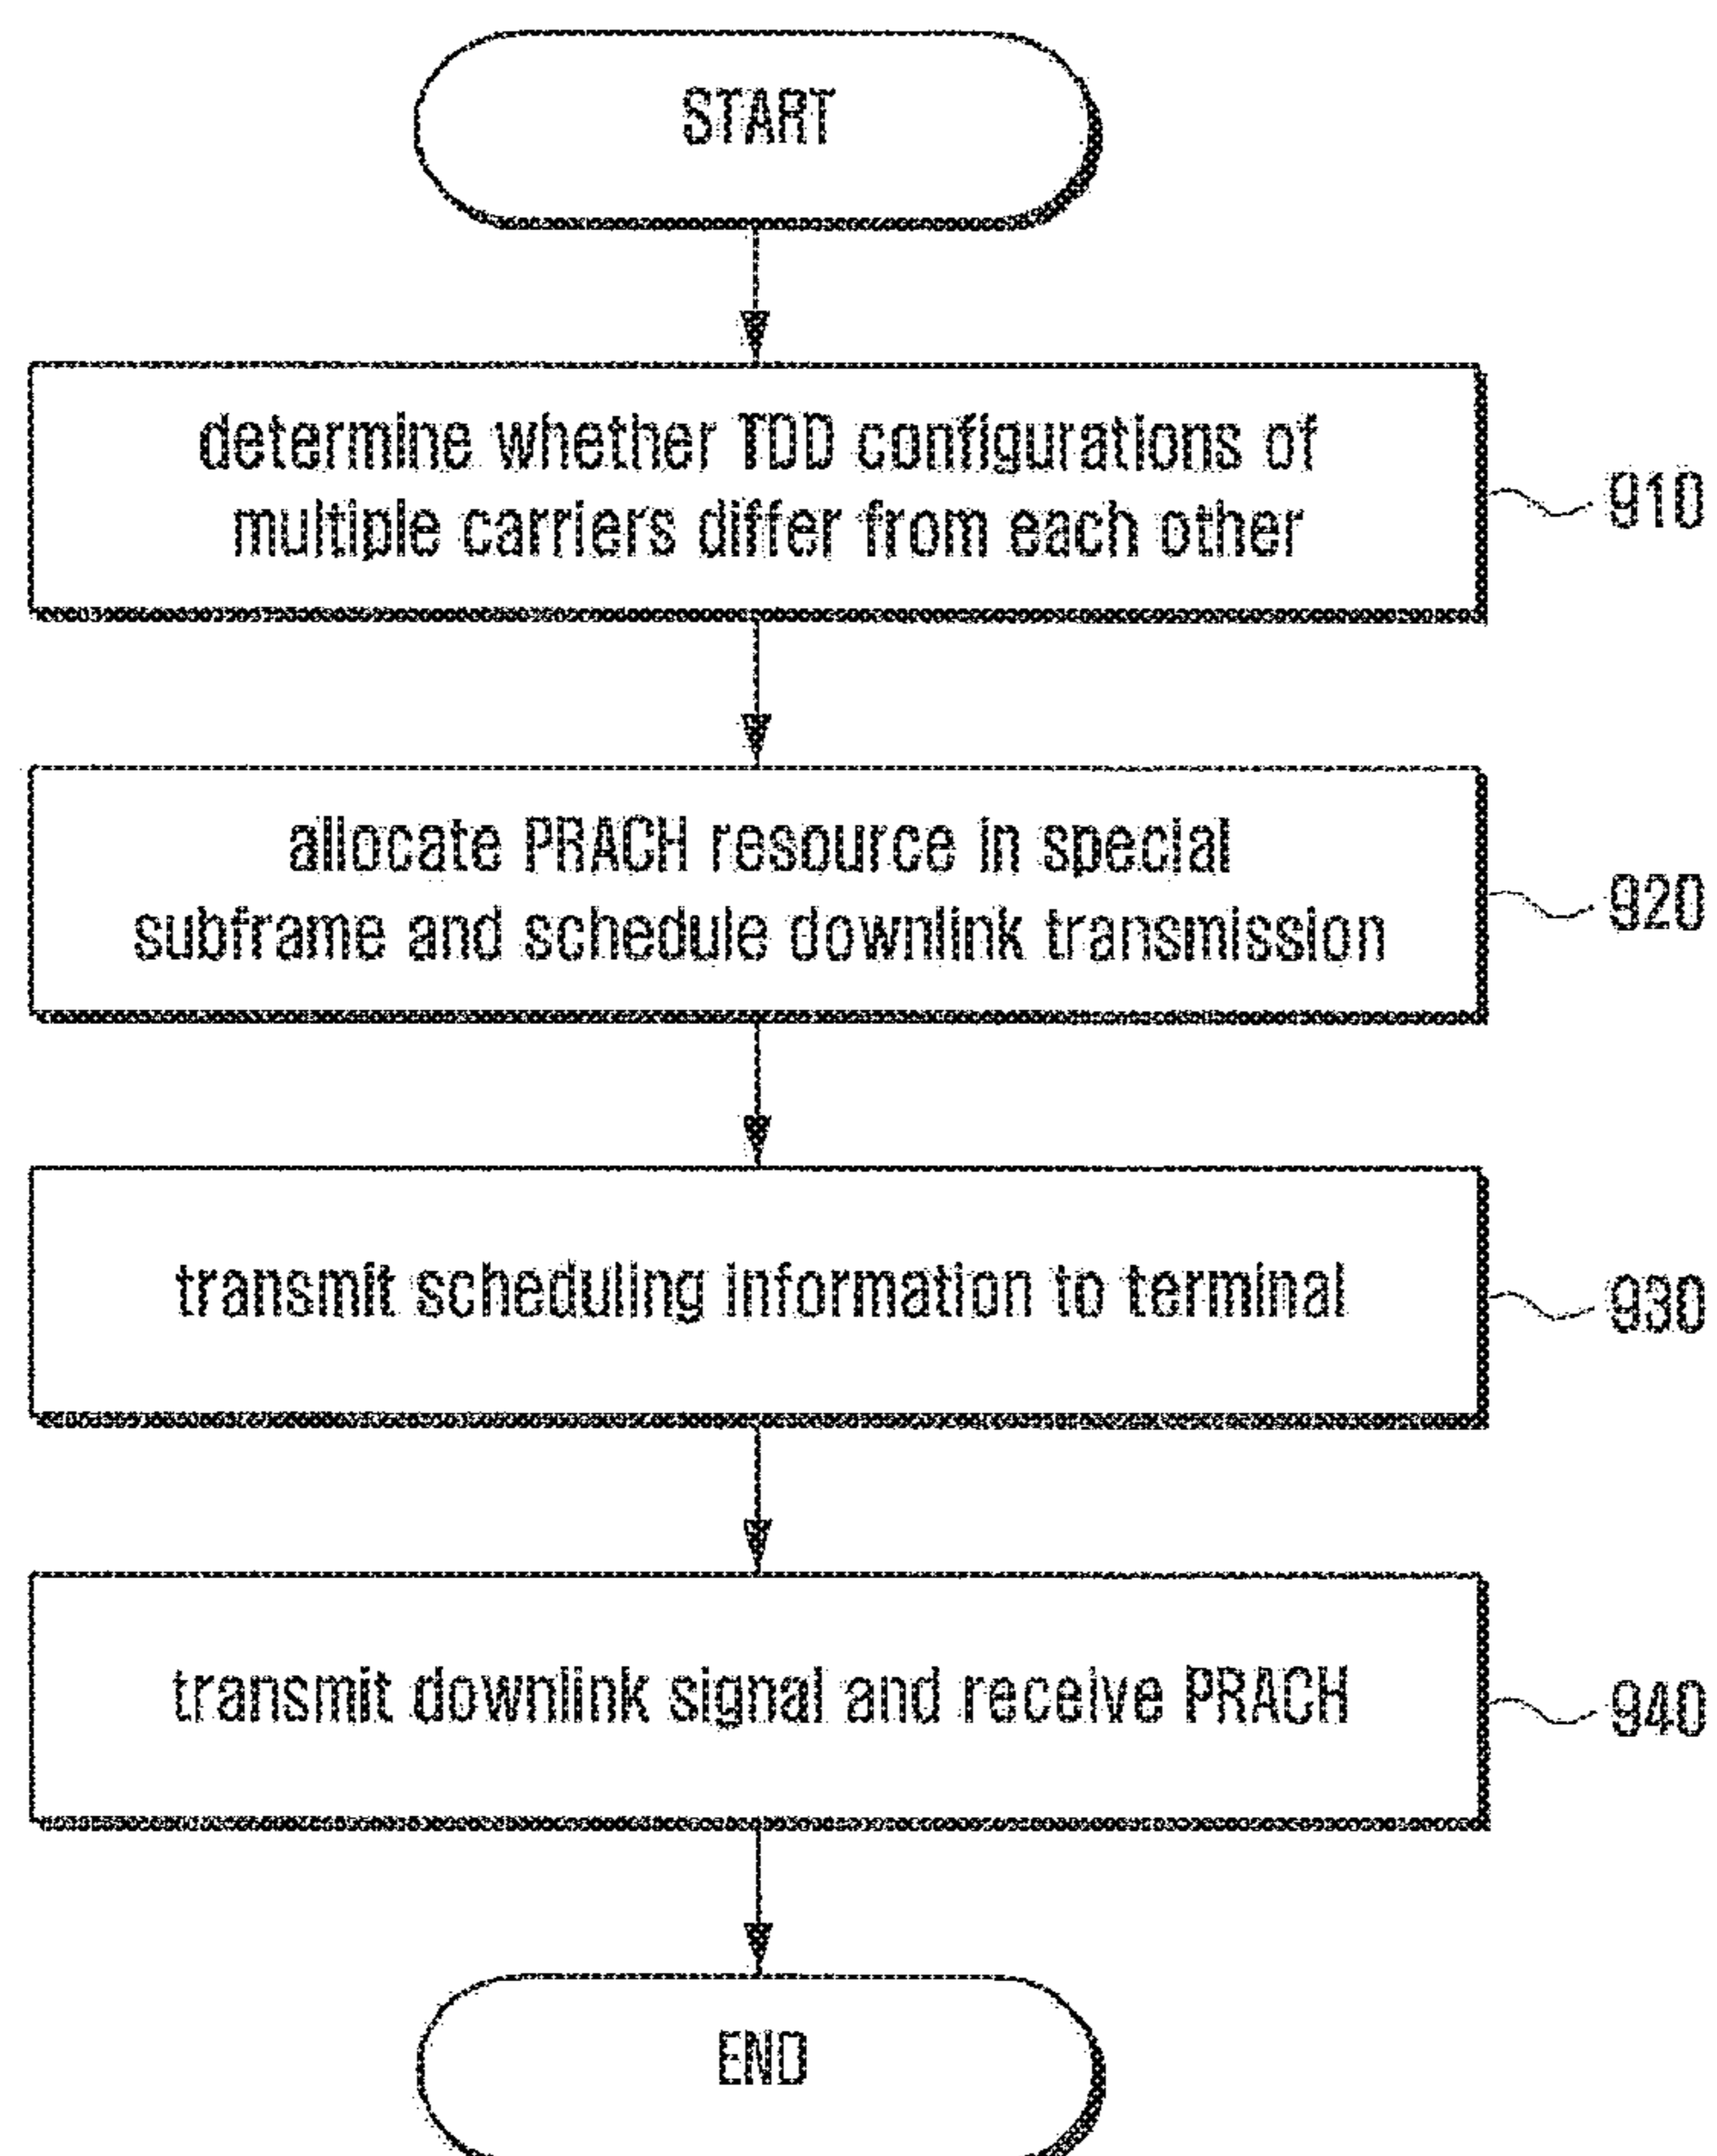 START
determine whether TDD configurations of
multiple carriers differ from each other
910
allocate PRACH resource in special
subframe and schedule downlink transmission
920
transmit scheduling information to terminal
930
transmit downlink signal and receive PRACH
940
END